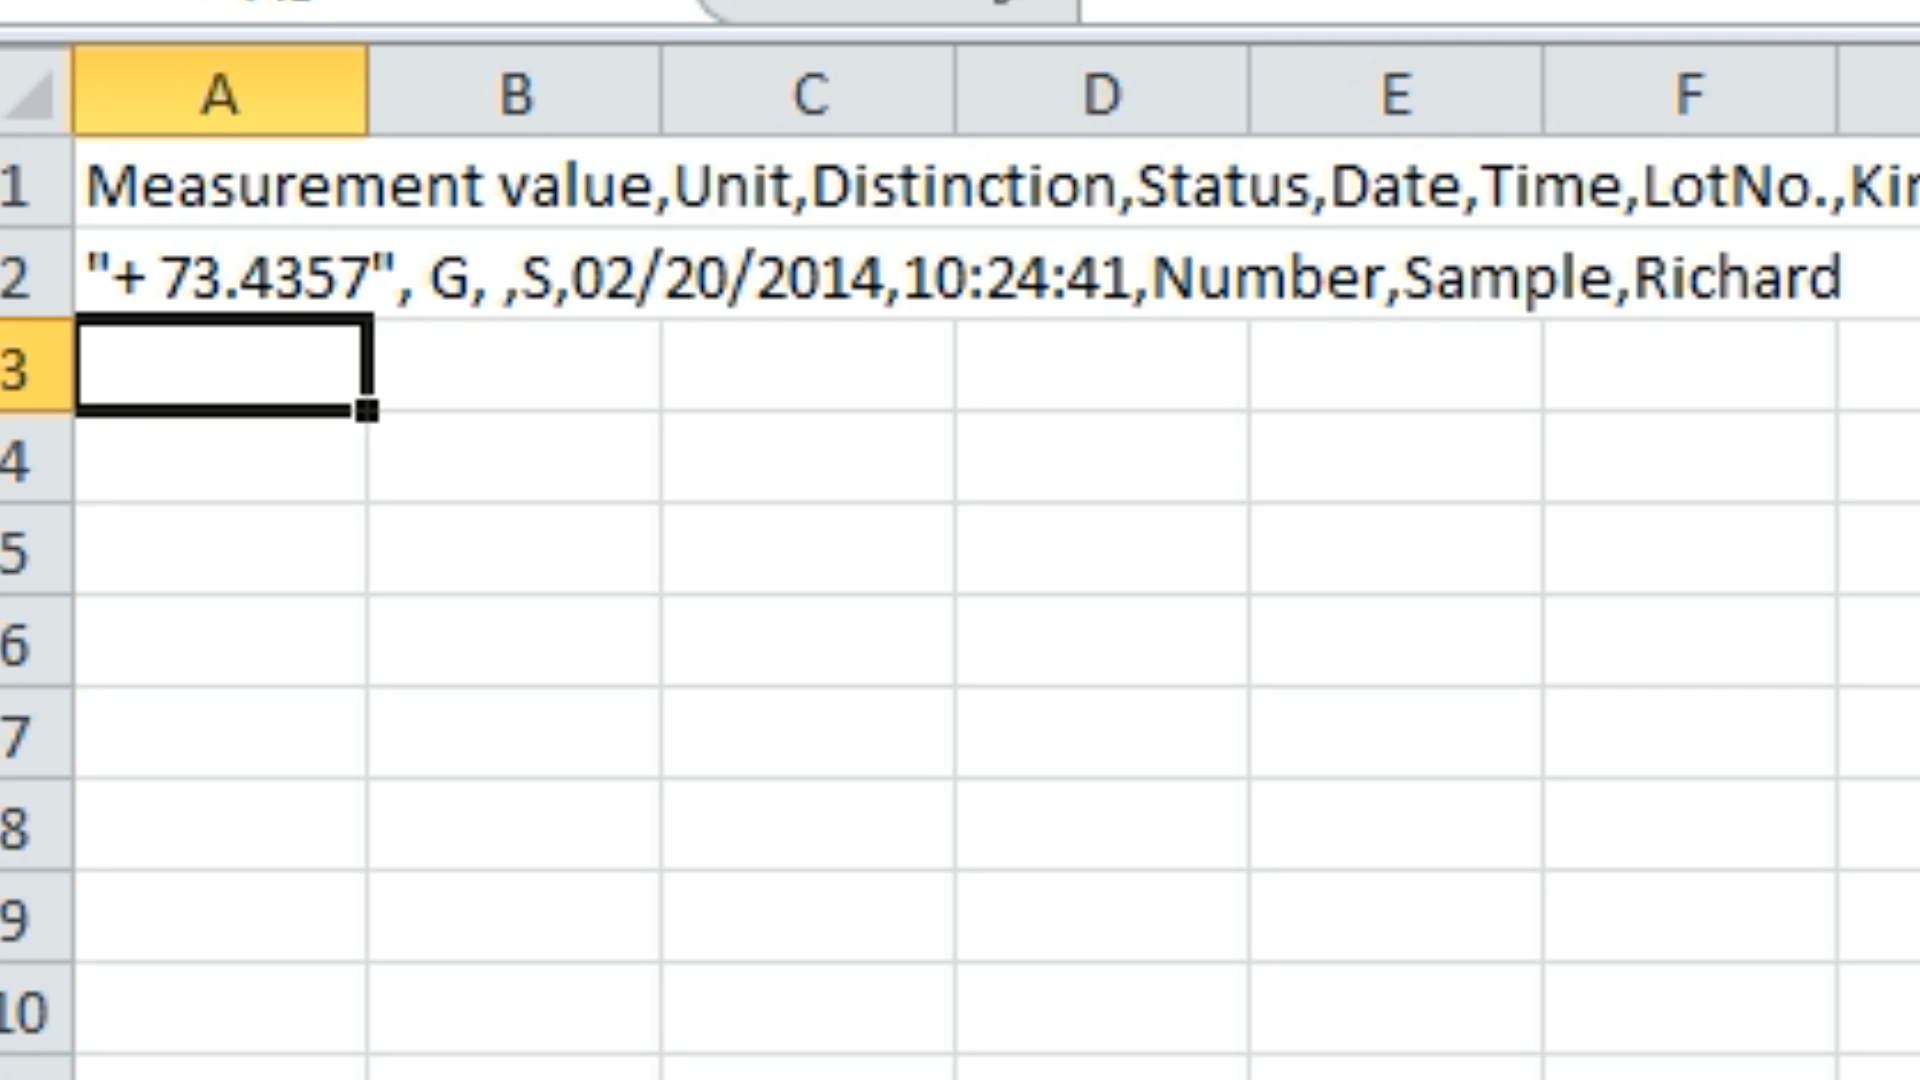 A B C D E F
1 Measurement value,Unit,Distinction,Status,Date,Time,LotNo.,
2 "+ 73.4357", G, ,S,02/20/2014,10:24:41,Number,Sample,Richard
3
4
5
6
7
8
9
10